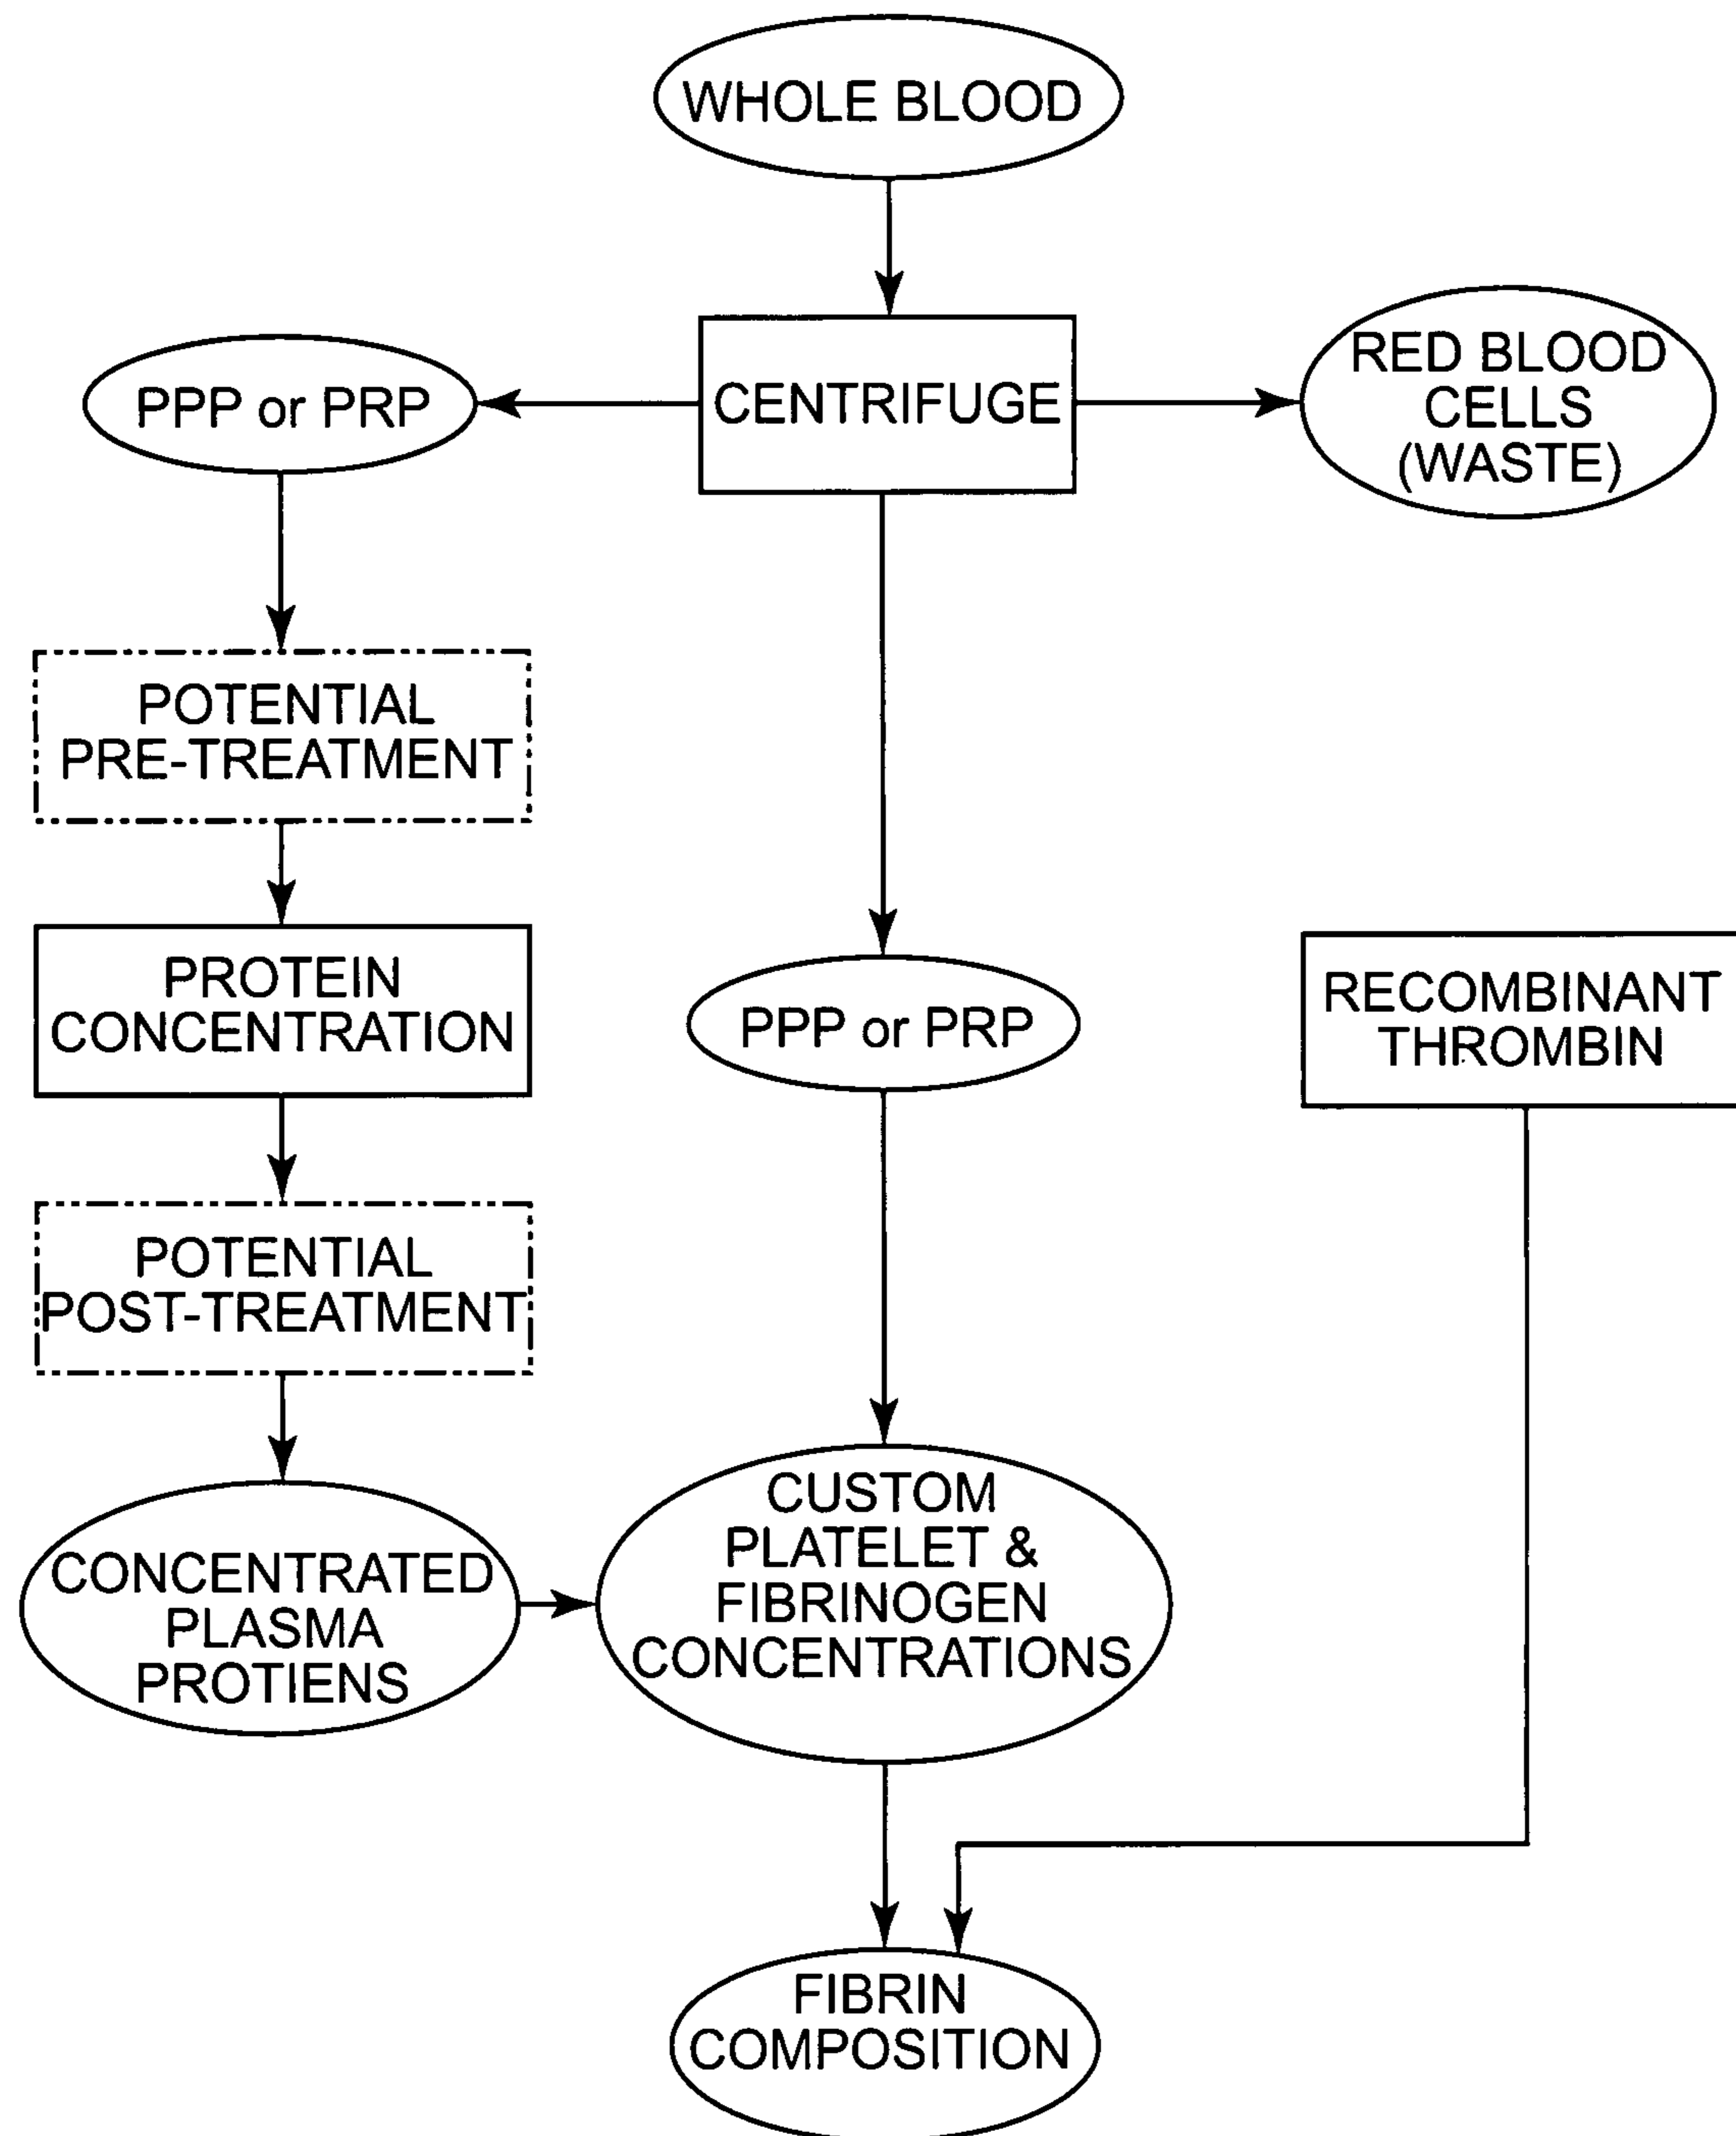 WHOLE BLOOD
PPP or PRP
CENTRIFUGE
RED BLOOD
CELLS
(WASTE)
POTENTIAL
PRE-TREATMENT
PROTEIN
CONCENTRATION
PPP or PRP
RECOMBINANT
THROMBIN
POTENTIAL
POST-TREATMENT
CONCENTRATED
PLASMA
PROTIENS
CUSTOM
PLATELET &
FIBRINOGEN
CONCENTRATIONS
FIBRIN
COMPOSITION